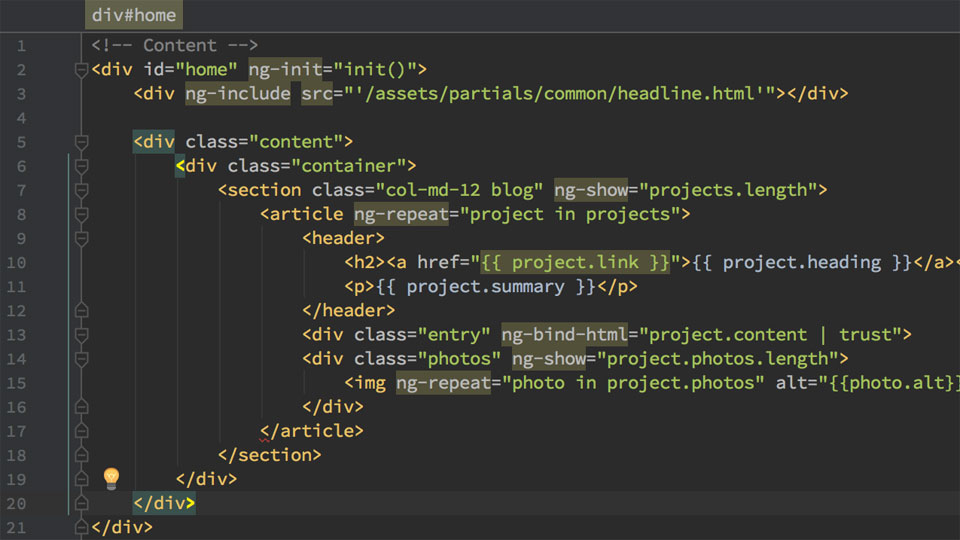 div#home
1 <!-- Content -->
2 <div id="home" ng-init="init()">
3 <div ng-include src="'/assets/partials/common/headline.html'"></div>
4
5 <div class="content">
6 <div class="container">
7 <section class="col-md-12 blog" ng-show="projects.length">
8 <article ng-repeat="project in projects">
9 <header>
10 <h2><a href="{{ project.link }}">{{ project.heading }}</a><
11 <p>{{ project.summary }}</p>
12 </header>
13 <div class="entry" ng-bind-html="project.content | trust">
14 <div class="photos" ng-show="project.photos.length">
15 <img ng-repeat="photo in project.photos" alt="{{photo.alt}}
16 </div>
17 </article>
18 </section>
19 </div>
20 </div>
21 </div>